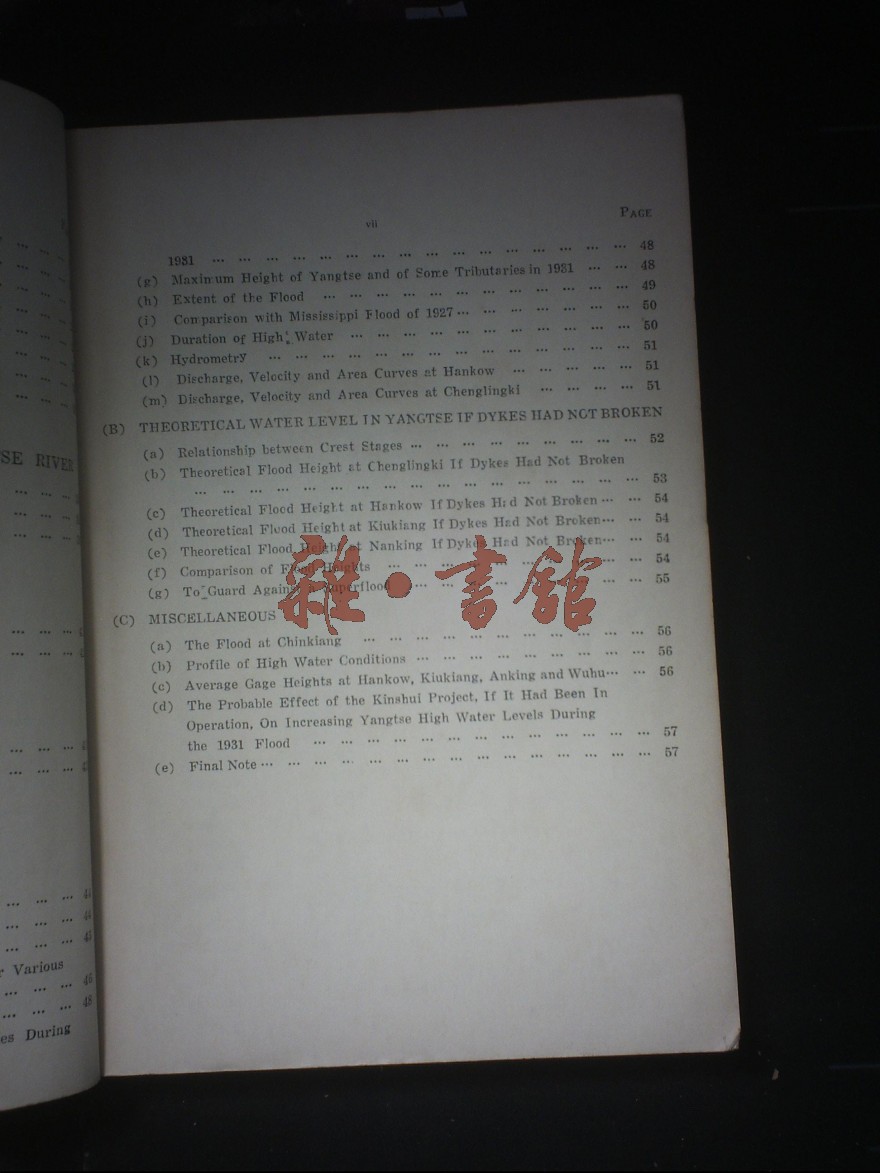 SE RIVER
r Various
es During
vii
PAGE
1931 ... ... ... ... ... ... ... ... ... ... ... ... ... ... ... ... 48
(g) Maximum Height of Yangtse and of Some Tributaries in 1931 ... ... 48
(h) Extent of the Flood ... ... ... ... ... ... ... ... ... ... ... ... 49
(i) Comparison with Mississippi Flood of 1927 ... ... ... ... ... ... ... 50
(j) Duration of High Water ... ... ... ... ... ... ... ... ... ... ... 50
(k) Hydrometry ... ... ... ... ... ... ... ... ... ... ... ... ... ... 51
(l) Discharge, Velocity and Area Curves at Hankow ... ... ... ... ... 51
(m) Discharge, Velocity and Area Curves at Chenglingki ... ... ... ... 51
(B) THEORETICAL WATER LEVEL IN YANGTSE IF DYKES HAD NOT BROKEN
(a) Relationship between Crest Stages ... ... ... ... ... ... ... ... ... 52
(b) Theoretical Flood Height at Chenglingki If Dykes Had Not Broken
... ... ... ... ... ... ... ... ... ... ... ... ... ... ... ... ... 53
(c) Theoretical Flood Height at Hankow If Dykes Had Not Broken ... ... 54
(d) Theoretical Flood Height at Kiukiang If Dykes Had Not Broken... ... 54
(e) Theoretical Flood Height at Nanking If Dykes Had Not Broken... ... 54
(f) Comparison of Flood Heights ... ... ... ... ... ... ... ... ... 54
(g) To Guard Against a Superflood ... ... ... ... ... ... ... ... ... 55
雜·書館
(C) MISCELLANEOUS
(a) The Flood at Chinkiang ... ... ... ... ... ... ... ... ... ... ... 56
(b) Profile of High Water Conditions ... ... ... ... ... ... ... ... ... 56
(c) Average Gage Heights at Hankow, Kiukiang, Anking and Wuhu... ... 56
(d) The Probable Effect of the Kinshui Project, If It Had Been In
Operation, On Increasing Yangtse High Water Levels During
the 1931 Flood ... ... ... ... ... ... ... ... ... ... ... ... ... 57
(e) Final Note ... ... ... ... ... ... ... ... ... ... ... ... ... ... ... 57